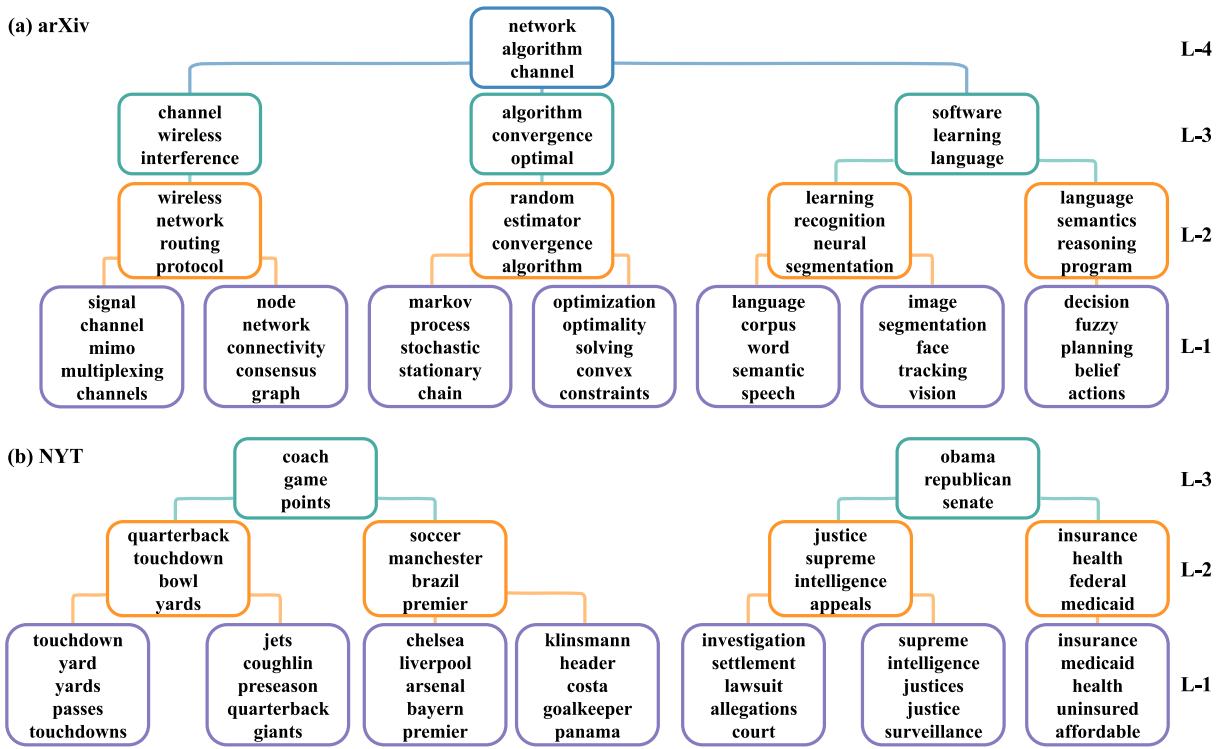 (a) arXiv
network
algorithm
channel
L-4
channel
wireless
interference
algorithm
convergence
optimal
software
learning
language
L-3
wireless
network
routing
protocol
random
estimator
convergence
algorithm
learning
recognition
neural
segmentation
language
semantics
reasoning
program
L-2
signal
channel
mimo
multiplexing
channels
node
network
connectivity
consensus
graph
markov
process
stochastic
stationary
chain
optimization
optimality
solving
convex
constraints
language
corpus
word
semantic
speech
image
segmentation
face
tracking
vision
decision
fuzzy
planning
belief
actions
L-1
(b) NYT
coach
game
points
obama
republican
senate
L-3
quarterback
touchdown
bowl
yards
soccer
manchester
brazil
premier
justice
supreme
intelligence
appeals
insurance
health
federal
medicaid
L-2
touchdown
yard
yards
passes
touchdowns
jets
coughlin
preseason
quarterback
giants
chelsea
liverpool
arsenal
bayern
premier
klinsmann
header
costa
goalkeeper
panama
investigation
settlement
lawsuit
allegations
court
supreme
intelligence
justices
justice
surveillance
insurance
medicaid
health
uninsured
affordable
L-1